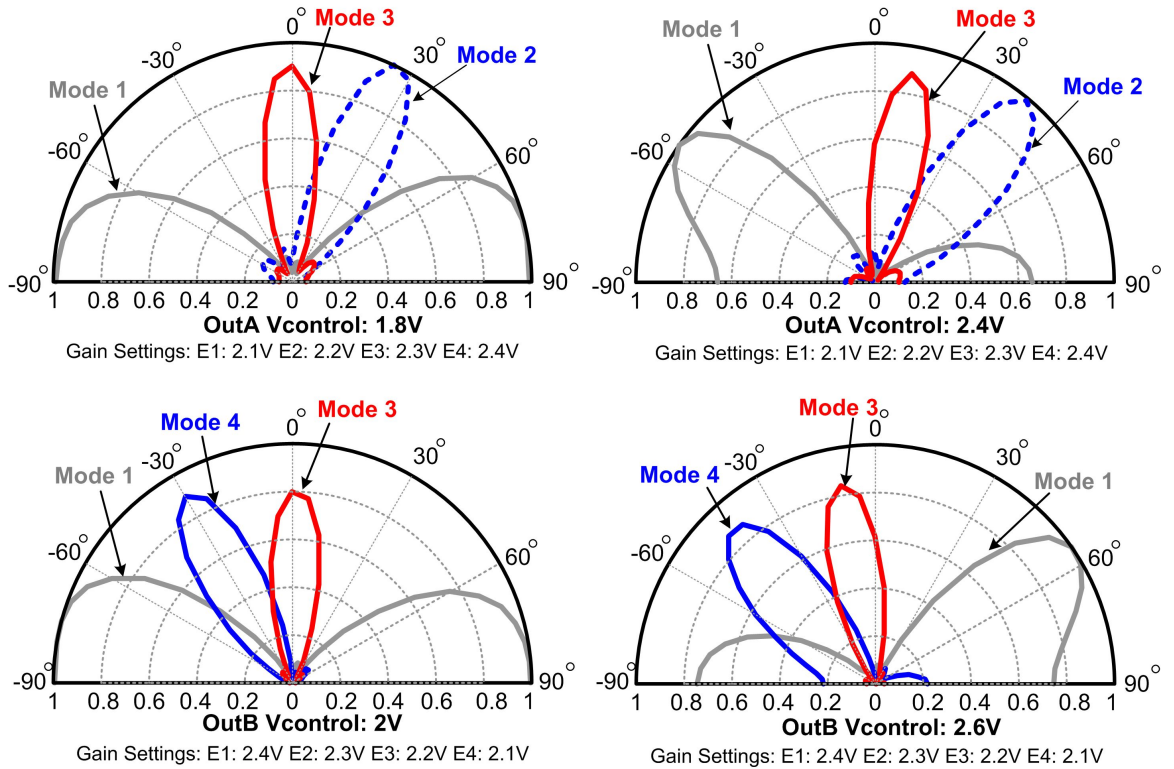 Mode 3
0°
-30°
30°
Mode 2
Mode 1
-60°
60°
-90°
90°
1 0.8 0.6 0.4 0.2 0 0.2 0.4 0.6 0.8 1
OutA Vcontrol: 1.8V
Gain Settings: E1: 2.1V E2: 2.2V E3: 2.3V E4: 2.4V
Mode 1
0°
Mode 3
-30°
30°
Mode 2
-60°
60°
-90°
90°
1 0.8 0.6 0.4 0.2 0 0.2 0.4 0.6 0.8 1
OutA Vcontrol: 2.4V
Gain Settings: E1: 2.1V E2: 2.2V E3: 2.3V E4: 2.4V
Mode 4
0°
Mode 3
-30°
30°
Mode 1
-60°
60°
-90°
90°
1 0.8 0.6 0.4 0.2 0 0.2 0.4 0.6 0.8 1
OutB Vcontrol: 2V
Gain Settings: E1: 2.4V E2: 2.3V E3: 2.2V E4: 2.1V
Mode 3
0°
-30°
30°
Mode 4
Mode 1
-60°
60°
-90°
90°
1 0.8 0.6 0.4 0.2 0 0.2 0.4 0.6 0.8 1
OutB Vcontrol: 2.6V
Gain Settings: E1: 2.4V E2: 2.3V E3: 2.2V E4: 2.1V